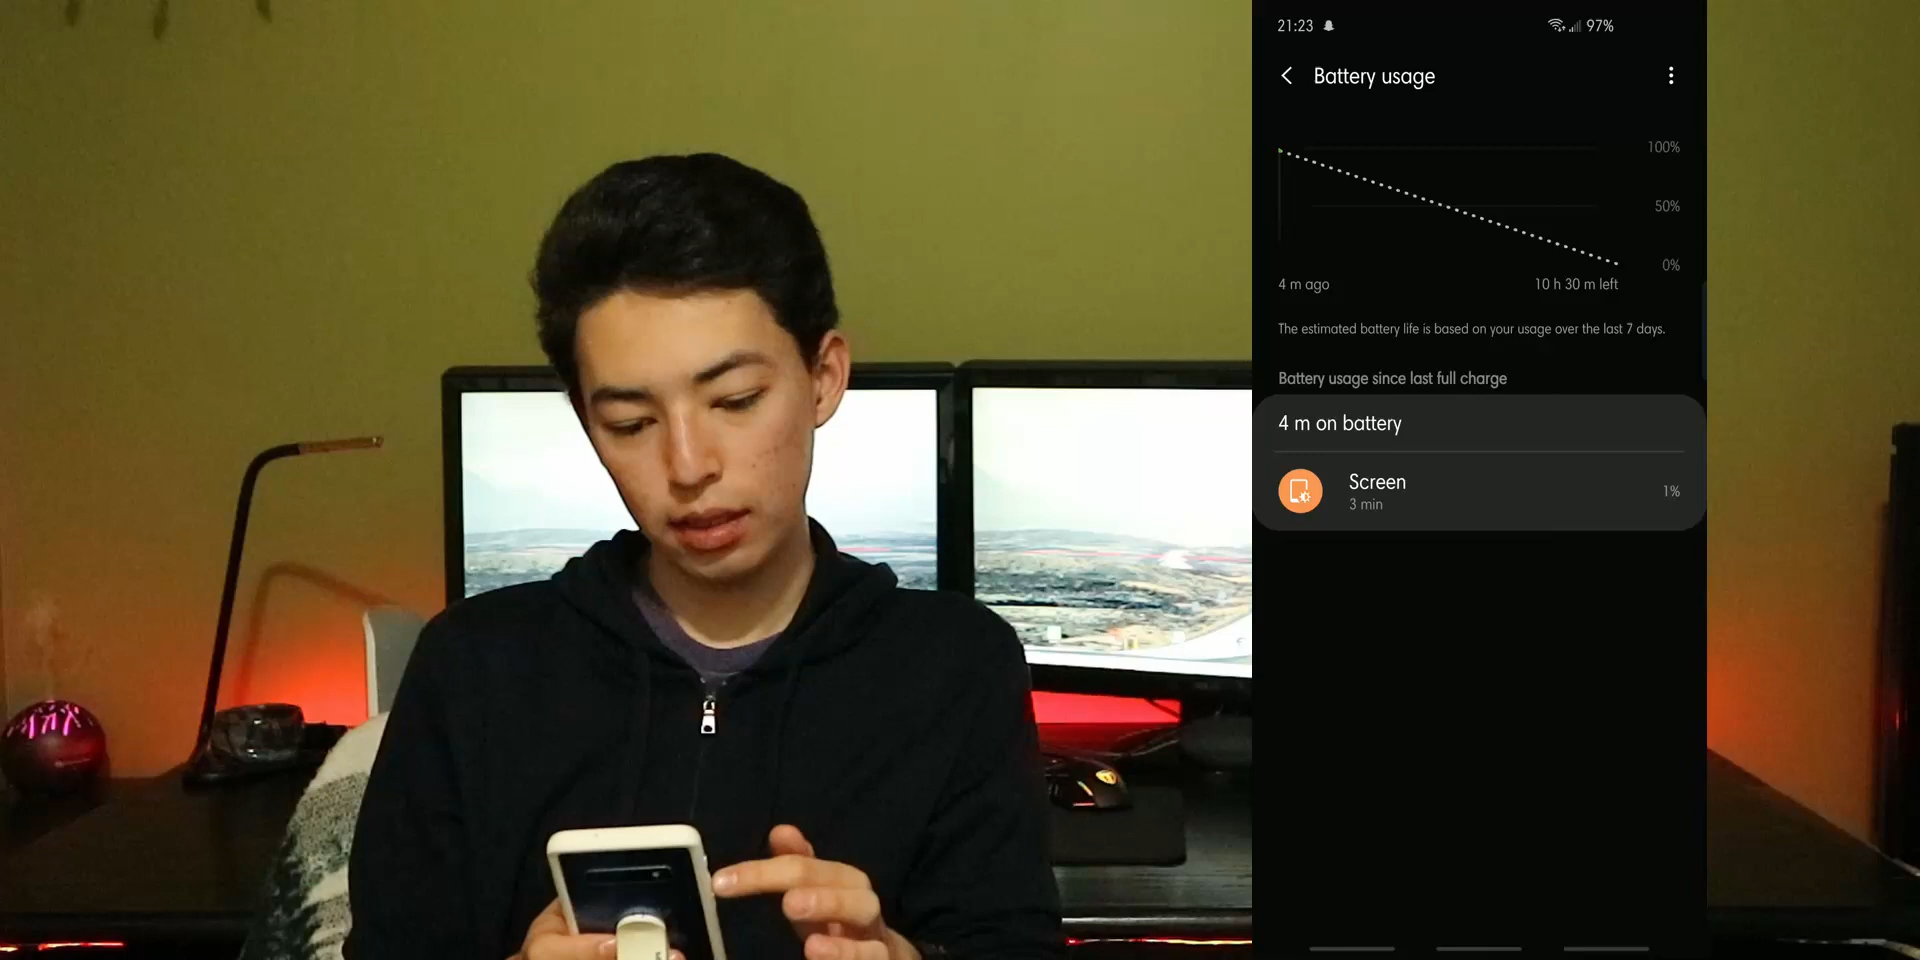 21:23 97%
Battery usage
100%
50%
0%
4 m ago 10 h 30 m left
The estimated battery life is based on your usage over the last 7 days.
Battery usage since last full charge
4 m on battery
Screen
3 min 1%